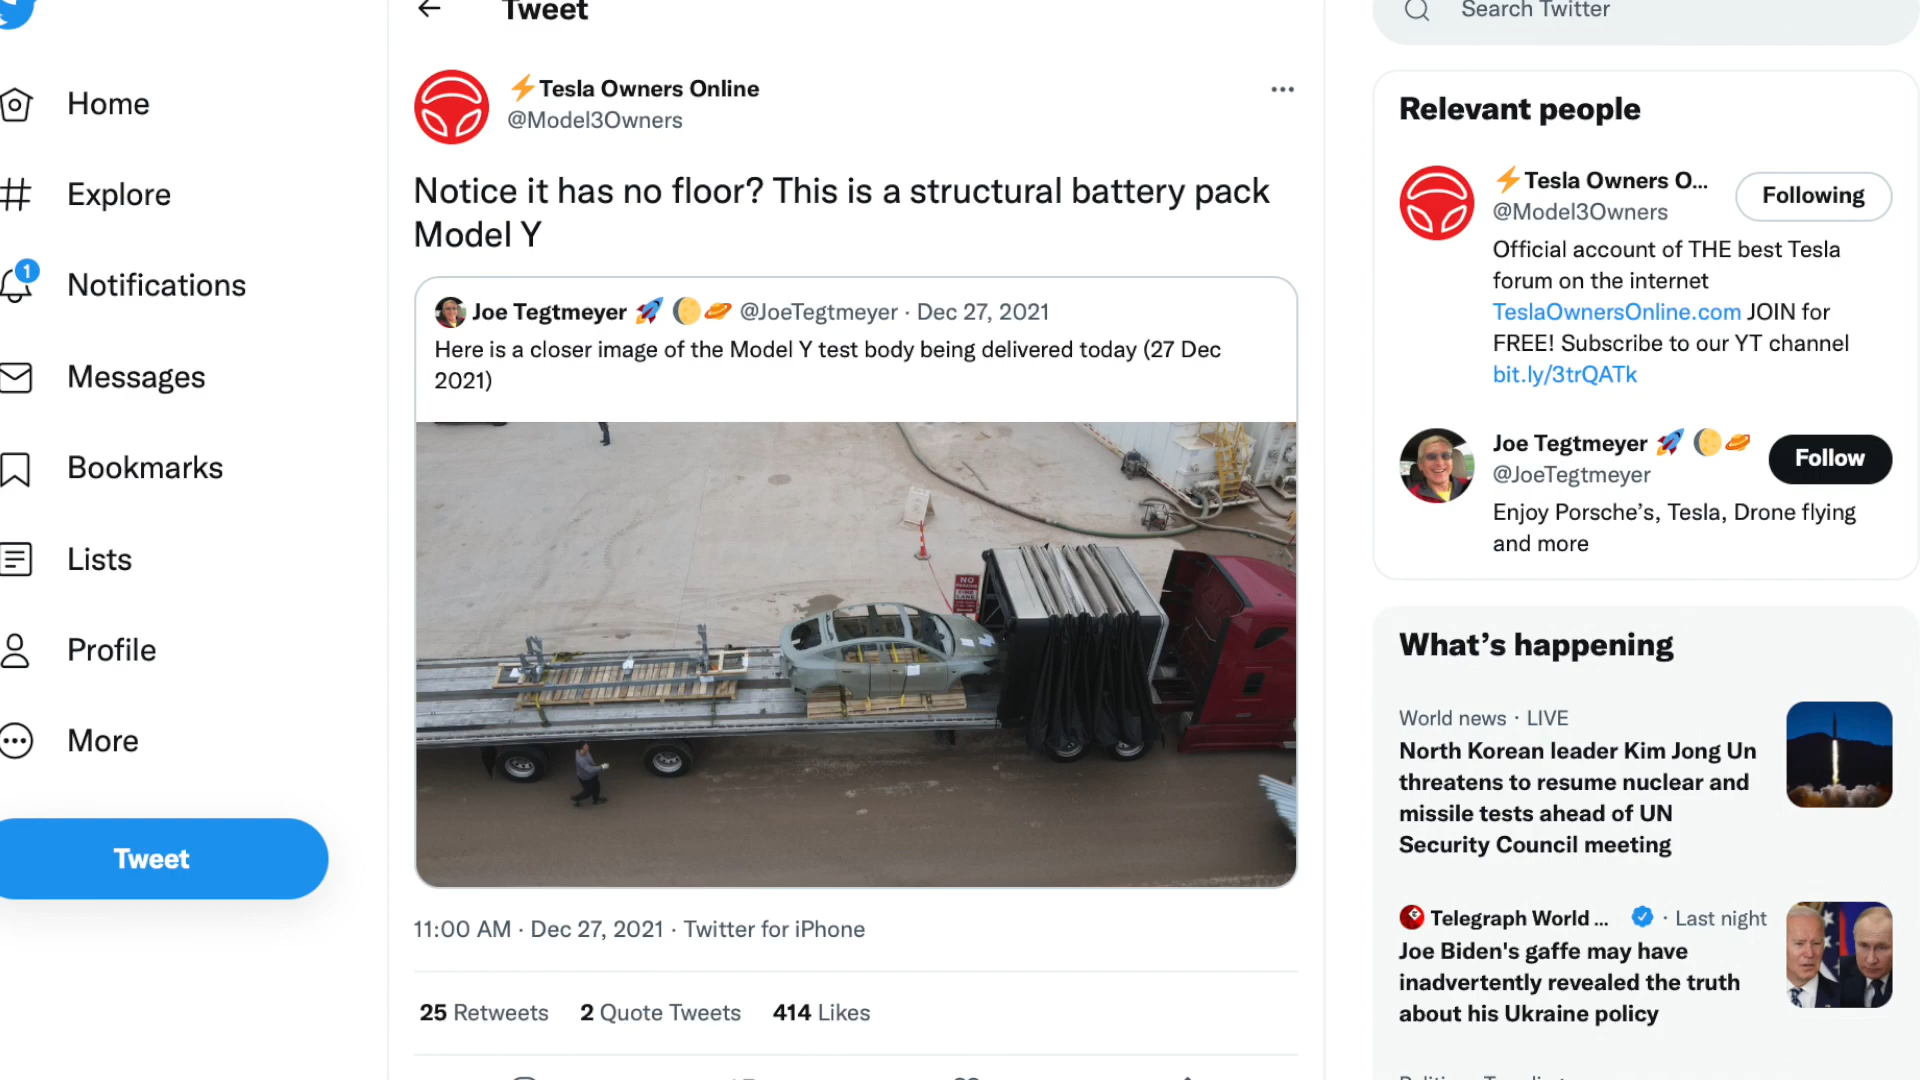 Tweet
Search Twitter
Home
Explore
1
Notifications
Messages
Bookmarks
Lists
Profile
More
Tweet
⚡Tesla Owners Online
@Model3Owners
Notice it has no floor? This is a structural battery pack
Model Y
Joe Tegtmeyer 🚀 🌔🪐 @JoeTegtmeyer · Dec 27, 2021
Here is a closer image of the Model Y test body being delivered today (27 Dec
2021)
NO
PARKING
FIRE
LANE
11:00 AM · Dec 27, 2021 · Twitter for iPhone
25 Retweets 2 Quote Tweets 414 Likes
Relevant people
⚡Tesla Owners O...
@Model3Owners
Following
Official account of THE best Tesla
forum on the internet
TeslaOwnersOnline.com JOIN for
FREE! Subscribe to our YT channel
bit.ly/3trQATk
Joe Tegtmeyer 🚀 🌔🪐
@JoeTegtmeyer
Follow
Enjoy Porsche’s, Tesla, Drone flying
and more
What’s happening
World news · LIVE
North Korean leader Kim Jong Un
threatens to resume nuclear and
missile tests ahead of UN
Security Council meeting
Telegraph World ... · Last night
Joe Biden's gaffe may have
inadvertently revealed the truth
about his Ukraine policy